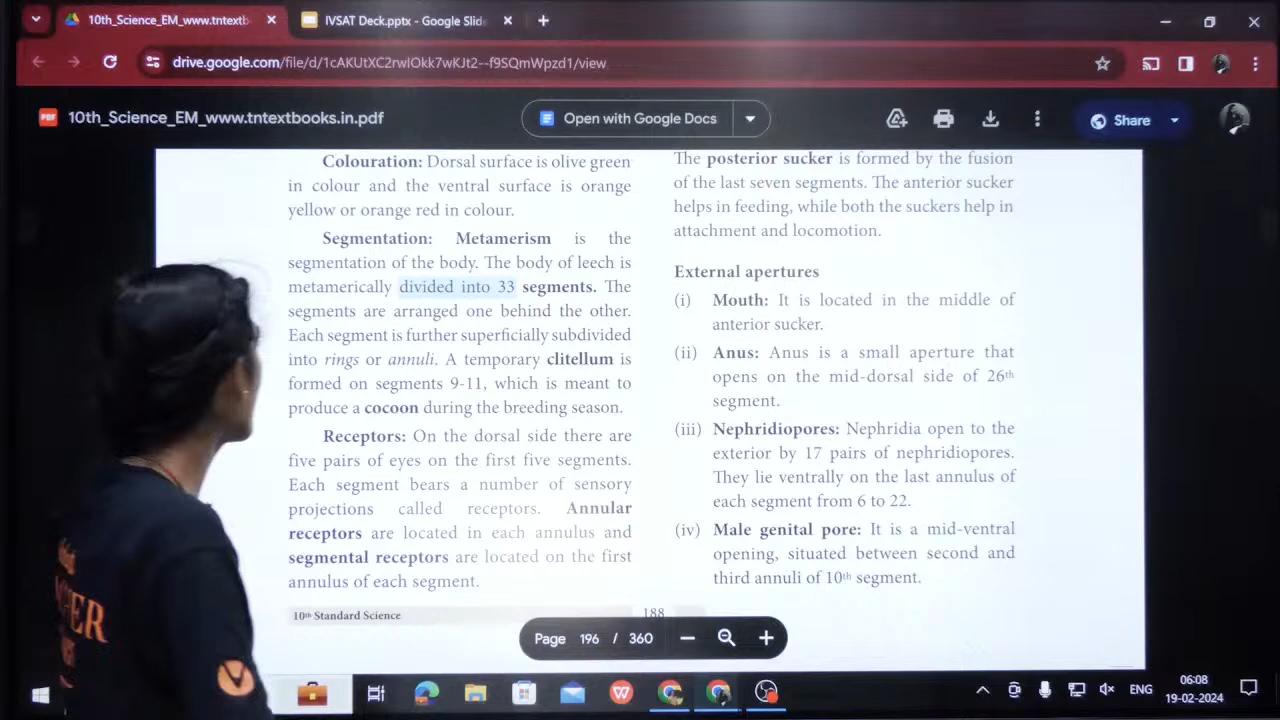 10th_Science_EM_www.tntextb
IVSAT Deck.pptx - Google Slid
drive.google.com/file/d/1cAKUtXC2rwIOkk7wKJt2--f9SQmWpzd1/view
PDF
10th_Science_EM_www.tntextbooks.in.pdf
Open with Google Docs
Share
Colouration: Dorsal surface is olive green
in colour and the ventral surface is orange
yellow or orange red in colour.
Segmentation: Metamerism is the
segmentation of the body. The body of leech is
metamerically divided into 33 segments. The
segments are arranged one behind the other.
Each segment is further superficially subdivided
into rings or annuli. A temporary clitellum is
formed on segments 9-11, which is meant to
produce a cocoon during the breeding season.
Receptors: On the dorsal side there are
five pairs of eyes on the first five segments.
Each segment bears a number of sensory
projections called receptors. Annular
receptors are located in each annulus and
segmental receptors are located on the first
annulus of each segment.
10th Standard Science
188
The posterior sucker is formed by the fusion
of the last seven segments. The anterior sucker
helps in feeding, while both the suckers help in
attachment and locomotion.
External apertures
(i) Mouth: It is located in the middle of
anterior sucker.
(ii) Anus: Anus is a small aperture that
opens on the mid-dorsal side of 26th
segment.
(iii) Nephridiopores: Nephridia open to the
exterior by 17 pairs of nephridiopores.
They lie ventrally on the last annulus of
each segment from 6 to 22.
(iv) Male genital pore: It is a mid-ventral
opening, situated between second and
third annuli of 10th segment.
Page 196 / 360
ENG
06:08
19-02-2024